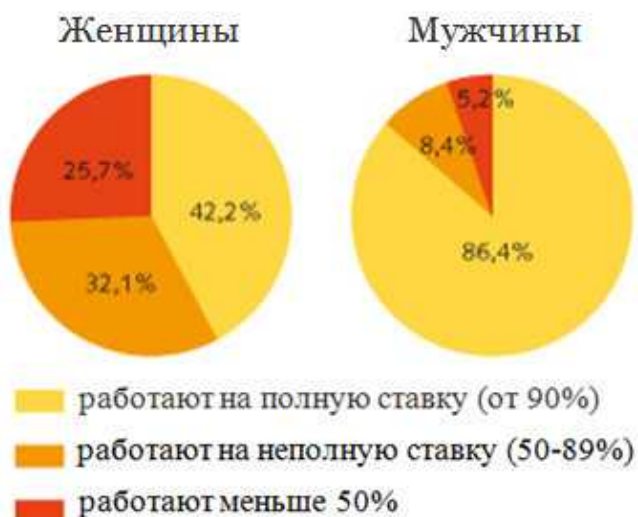 Женщины
Мужчины
25,7%
42,2%
32,1%
5,2%
8,4%
86,4%
работают на полную ставку (от 90%)
работают на неполную ставку (50-89%)
работают меньше 50%